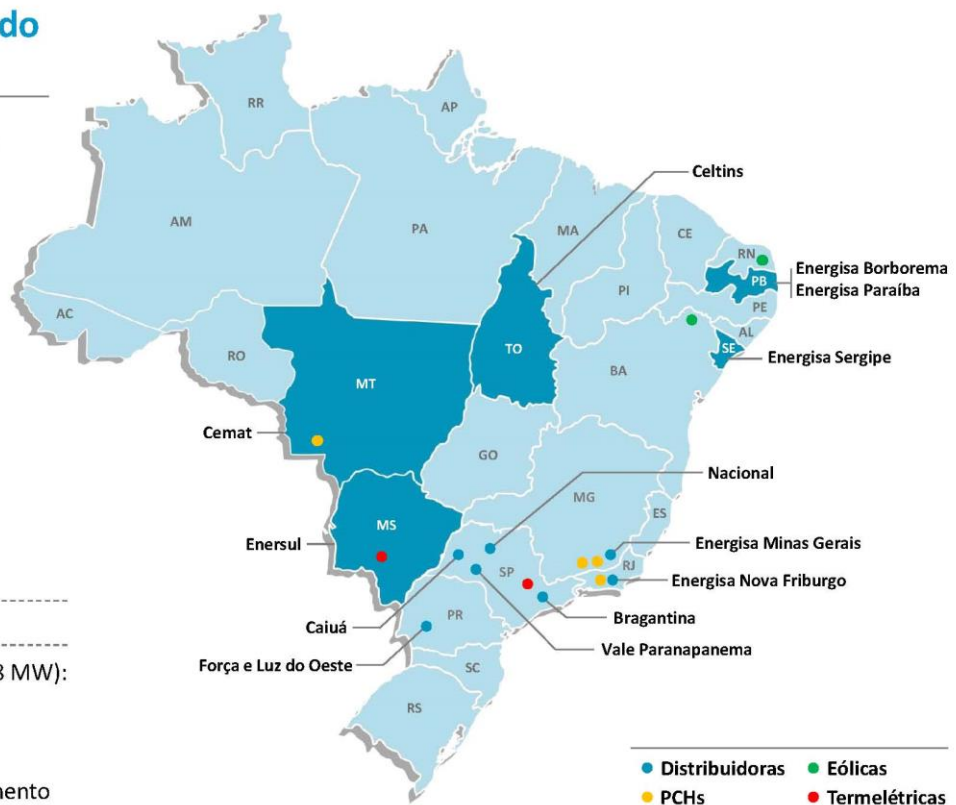 do
RR
AP
AM
PA
MA
CE
RN
PB
PE
AL
SE
PI
AC
RO
MT
TO
BA
GO
MG
ES
MS
SP
RJ
PR
SC
RS
Celtins
Energisa Borborema
Energisa Paraíba
Energisa Sergipe
Cemat
Nacional
Enersul
Energisa Minas Gerais
Energisa Nova Friburgo
Bragantina
Caiuá
Vale Paranapanema
Força e Luz do Oeste
MW):
Distribuidoras
Eólicas
PCHs
Termelétricas